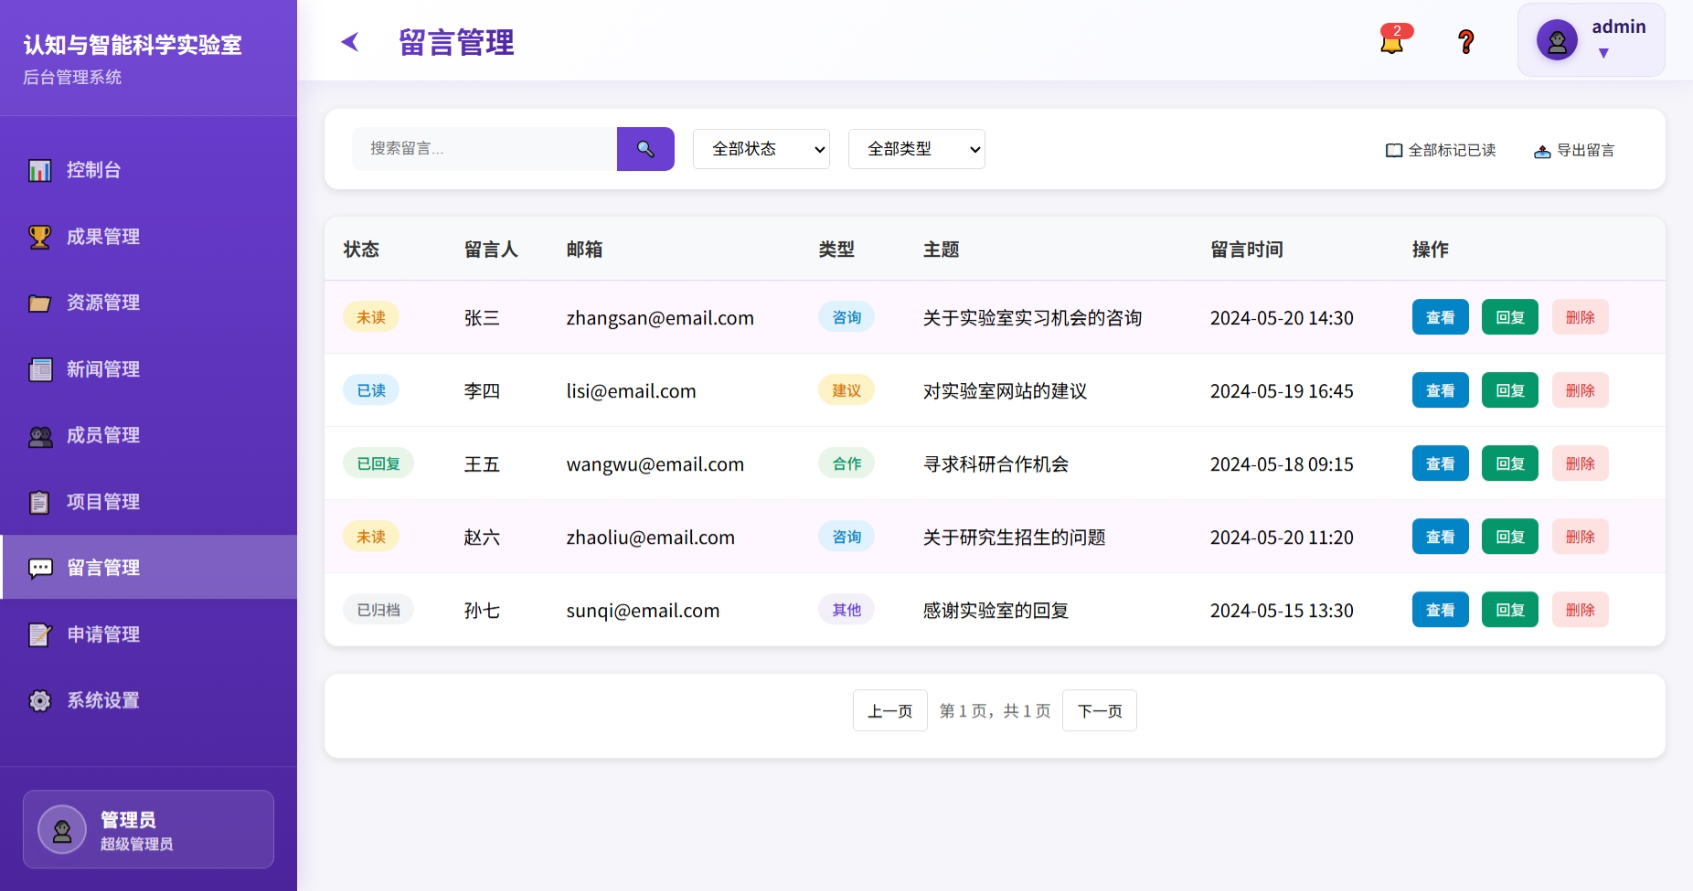 认知与智能科学实验室
后台管理系统
控制台
成果管理
资源管理
新闻管理
成员管理
项目管理
留言管理
申请管理
系统设置
管理员
超级管理员
留言管理
2
admin
搜索留言...
全部状态
全部类型
全部标记已读
导出留言
状态 留言人 邮箱 类型 主题 留言时间 操作
未读 张三 zhangsan@email.com 咨询 关于实验室实习机会的咨询 2024-05-20 14:30 查看 回复 删除
已读 李四 lisi@email.com 建议 对实验室网站的建议 2024-05-19 16:45 查看 回复 删除
已回复 王五 wangwu@email.com 合作 寻求科研合作机会 2024-05-18 09:15 查看 回复 删除
未读 赵六 zhaoliu@email.com 咨询 关于研究生招生的问题 2024-05-20 11:20 查看 回复 删除
已归档 孙七 sunqi@email.com 其他 感谢实验室的回复 2024-05-15 13:30 查看 回复 删除
上一页 第 1 页，共 1 页 下一页